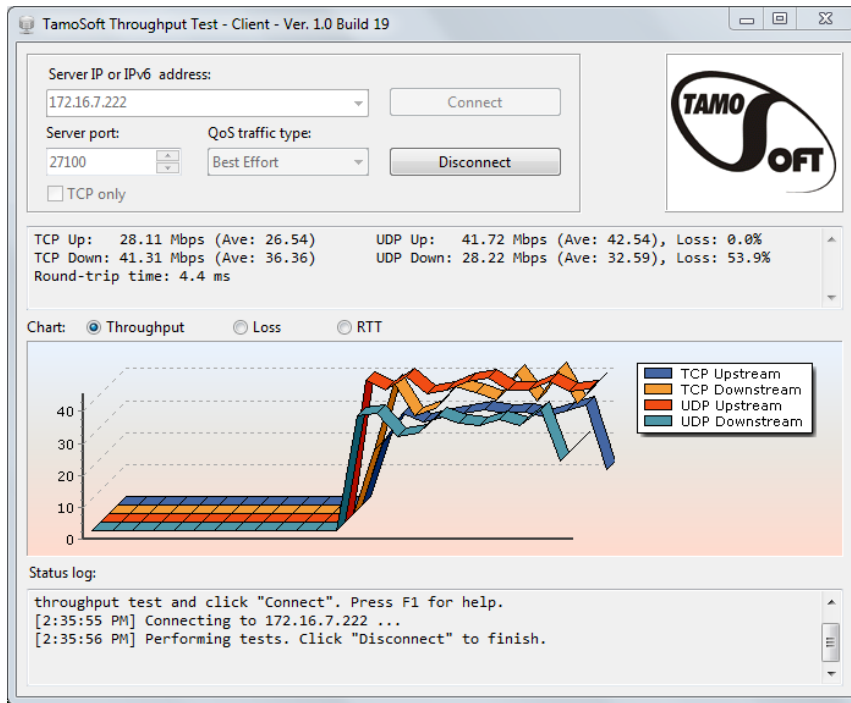 TamoSoft Throughput Test - Client - Ver. 1.0 Build 19
Server IP or IPv6 address:
172.16.7.222
Connect
Server port:
QoS traffic type:
27100
Best Effort
Disconnect
TCP only
TAMO
SOFT
TCP Up: 28.11 Mbps (Ave: 26.54) UDP Up: 41.72 Mbps (Ave: 42.54), Loss: 0.0%
TCP Down: 41.31 Mbps (Ave: 36.36) UDP Down: 28.22 Mbps (Ave: 32.59), Loss: 53.9%
Round-trip time: 4.4 ms
Chart: Throughput Loss RTT
TCP Upstream
TCP Downstream
UDP Upstream
UDP Downstream
40
30
20
10
0
Status log:
throughput test and click "Connect". Press F1 for help.
[2:35:55 PM] Connecting to 172.16.7.222 ...
[2:35:56 PM] Performing tests. Click "Disconnect" to finish.